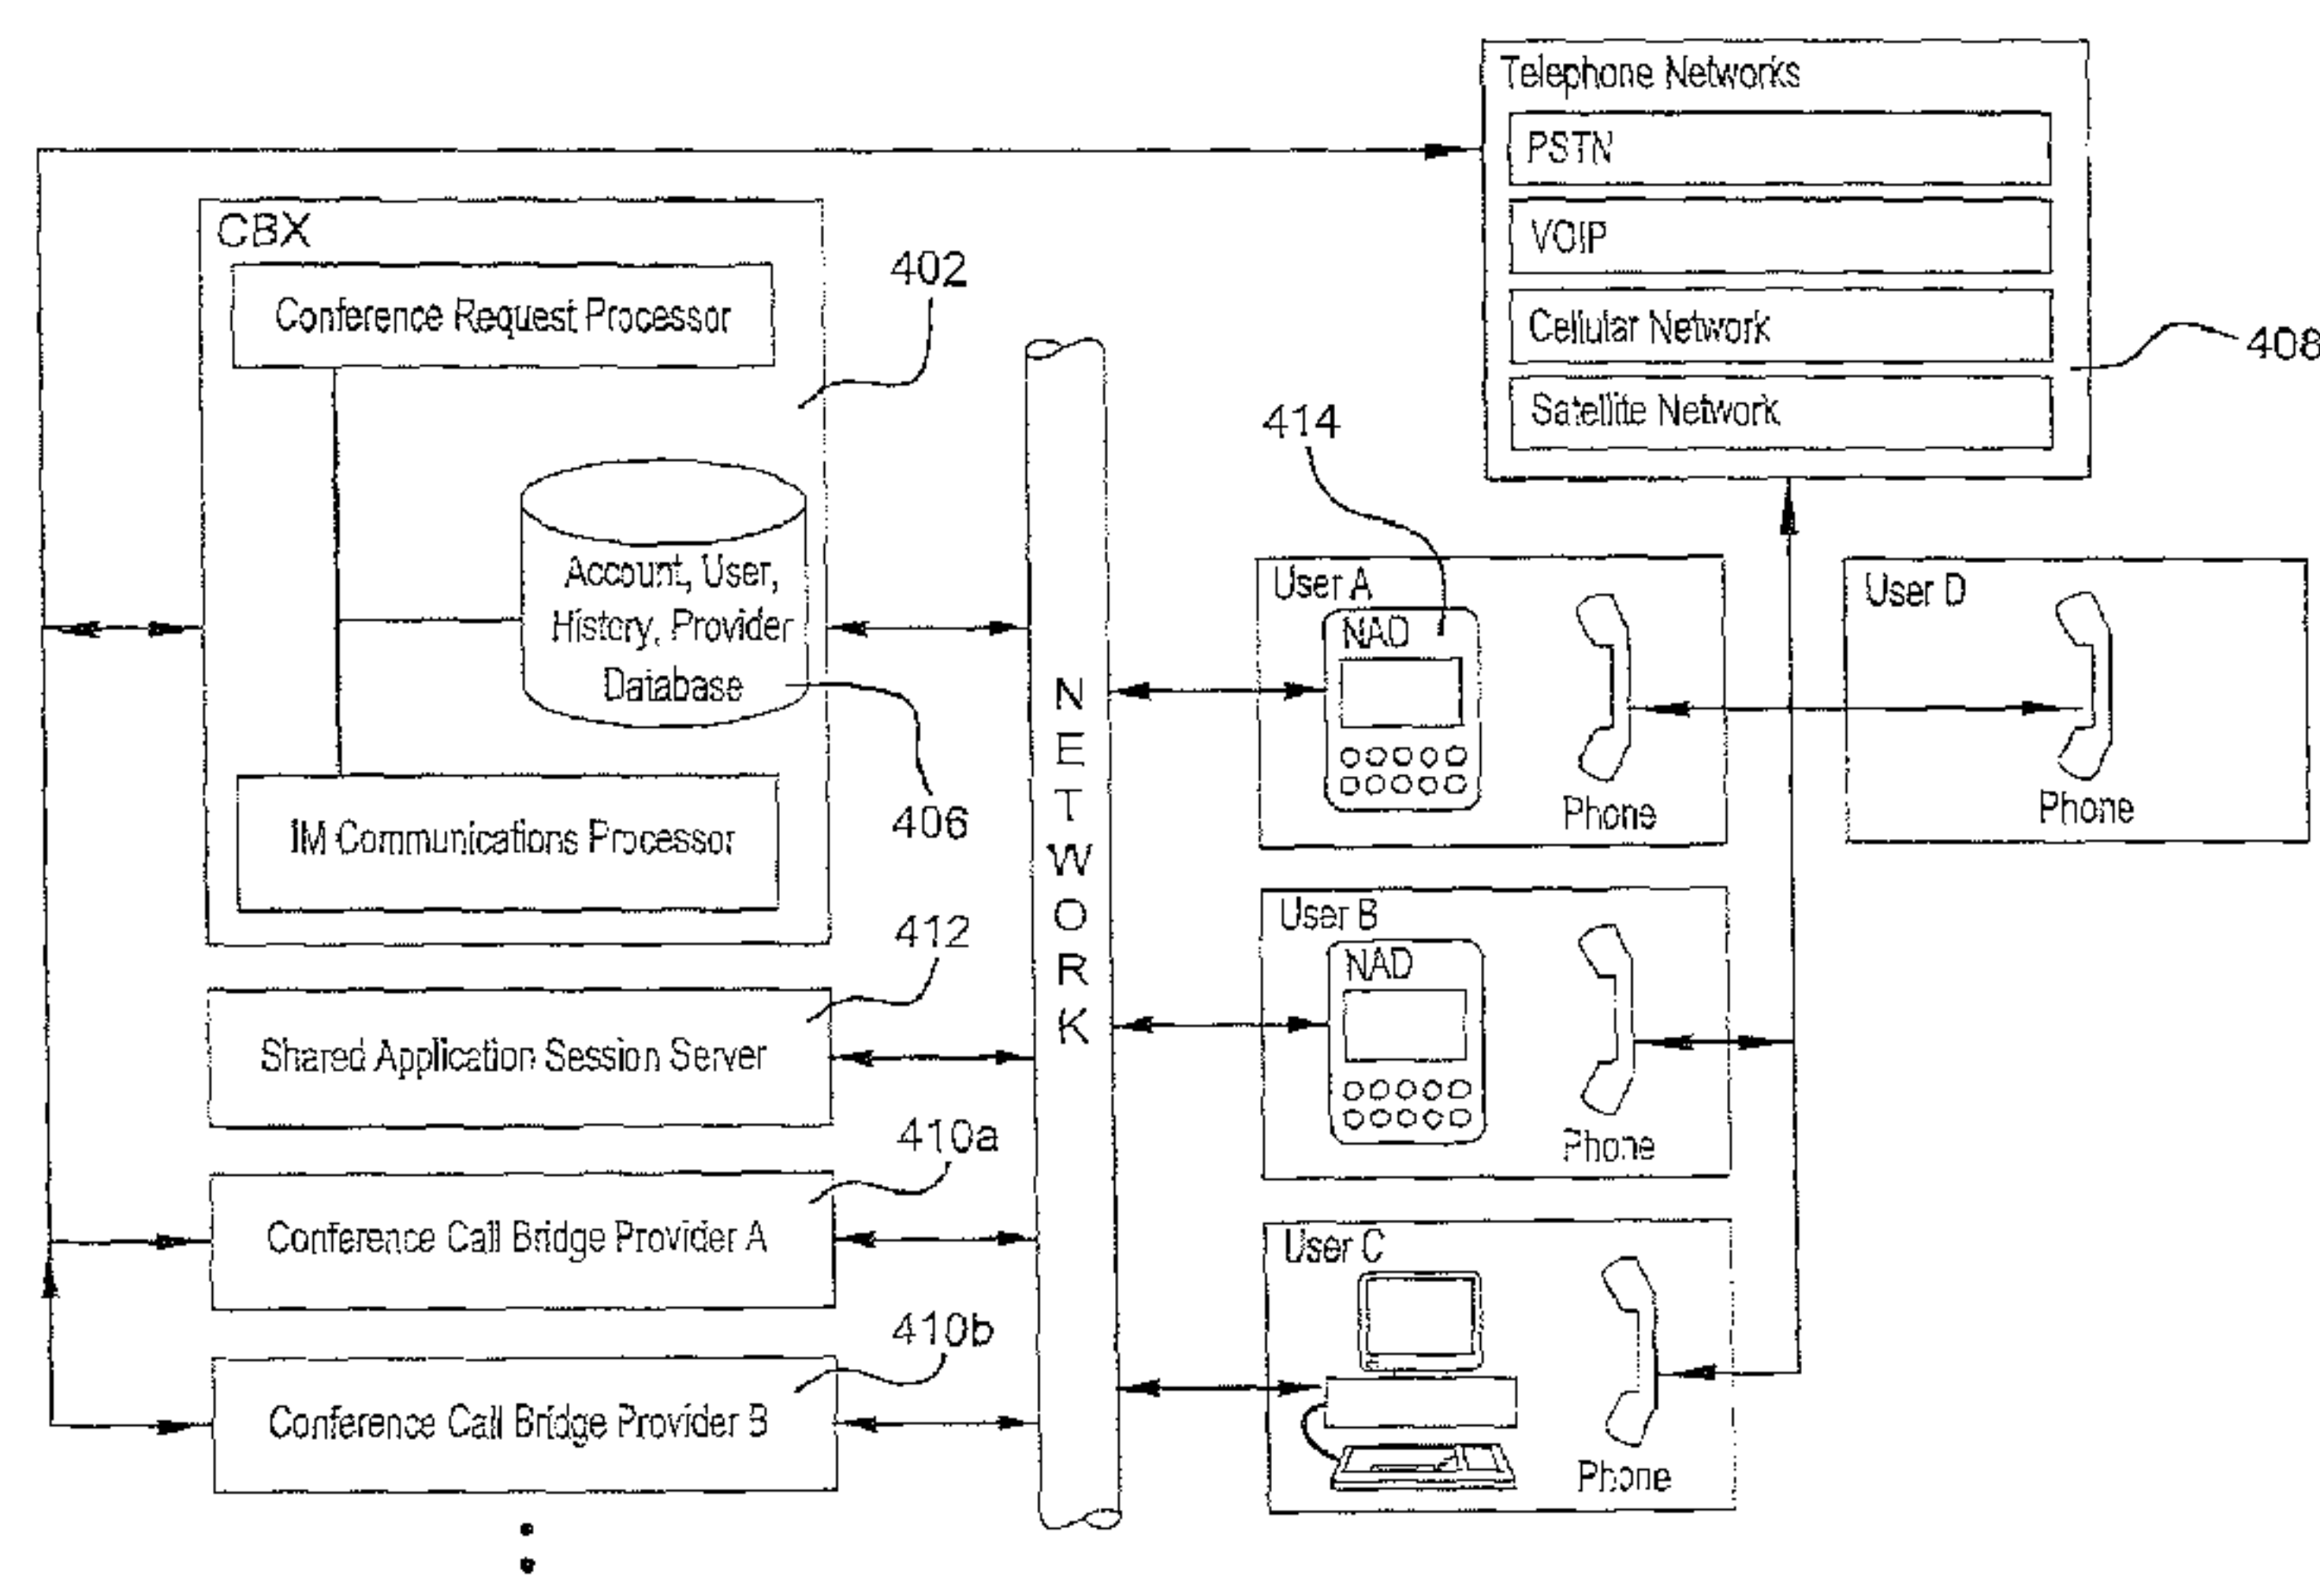 Telephone Networks
PSTN
VOIP
Cellular Network
Satellite Network
408
CBX
Conference Request Processor
402
Account, User,
History, Provider
Database
406
IM Communications Processor
412
Shared Application Session Server
410a
Conference Call Bridge Provider A
410b
Conference Call Bridge Provider B
NETWORK
414
User A
NAD
Phone
User D
Phone
User B
NAD
Phone
User C
Phone